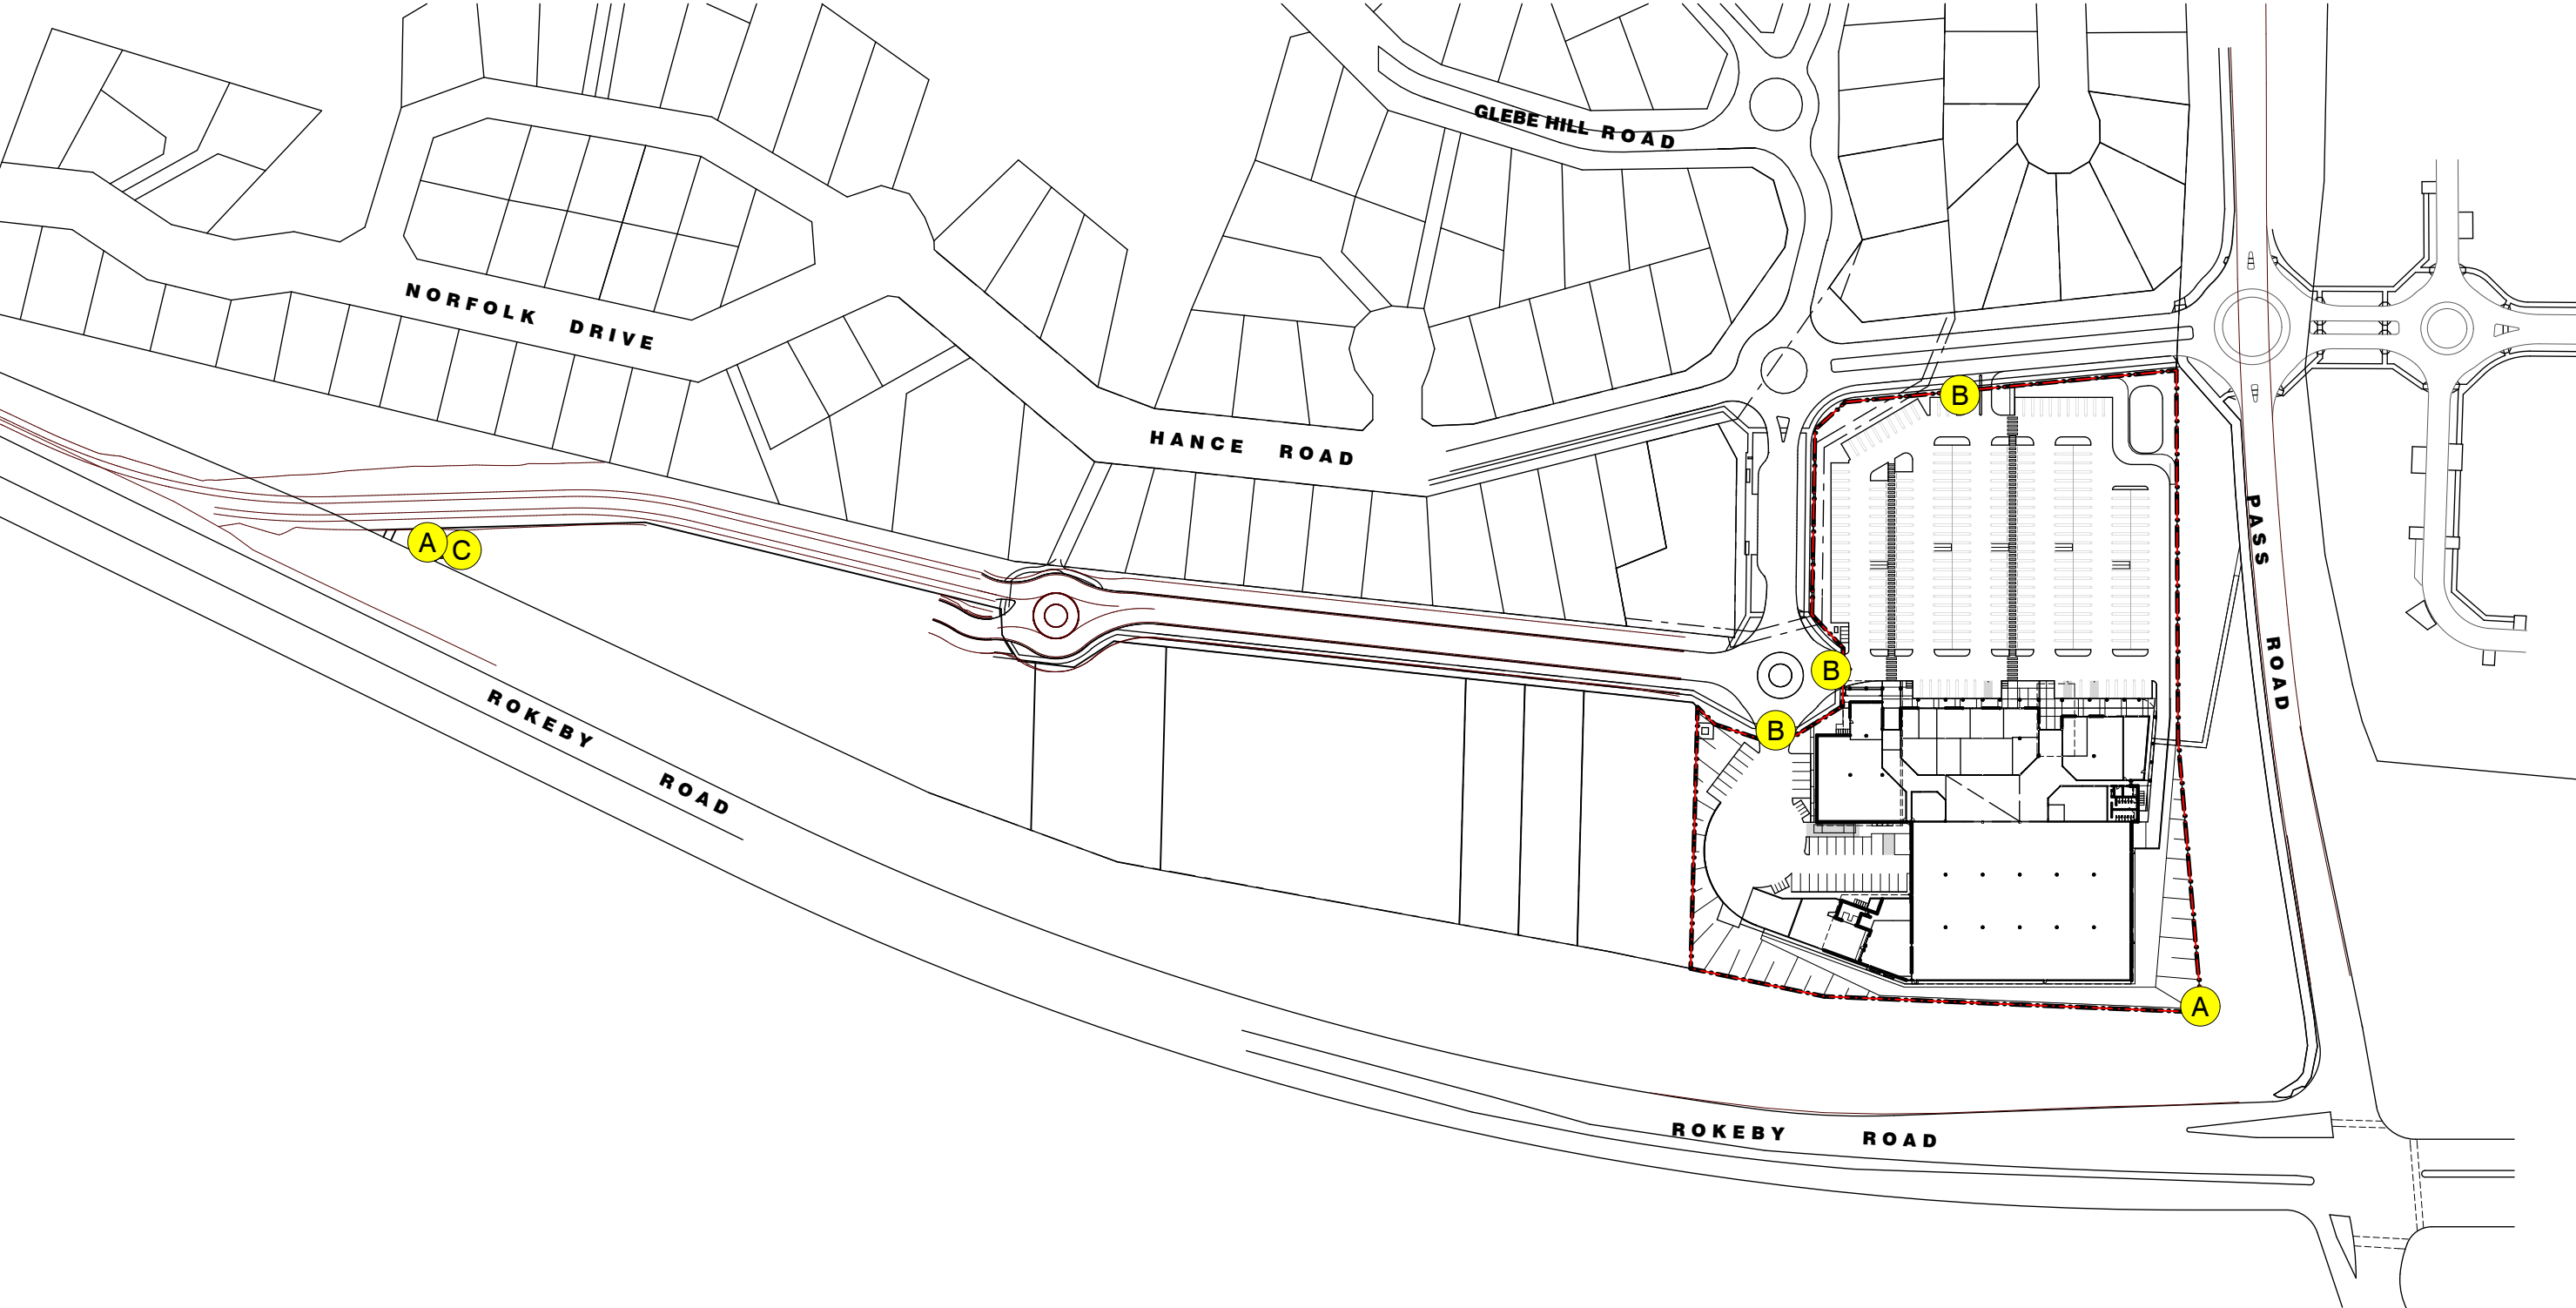 GLEBE HILL ROAD
NORFOLK DRIVE
B
HANCE ROAD
PASS ROAD
A
C
B
B
ROKEBY ROAD
A
ROKEBY ROAD